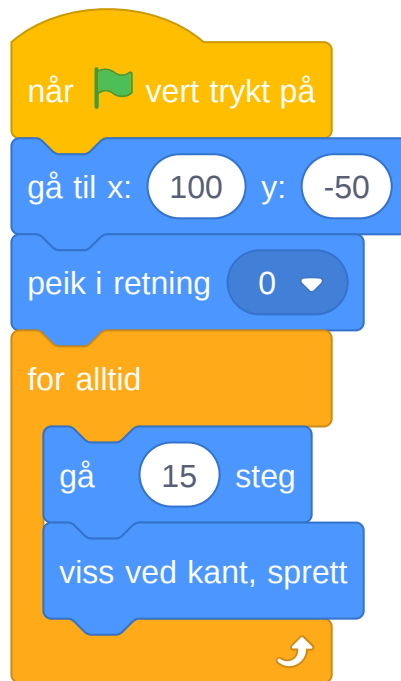 når vert trykt på
gå til x: 100 y: -50
peik i retning 0
for alltid
gå 15 steg
viss ved kant, sprett